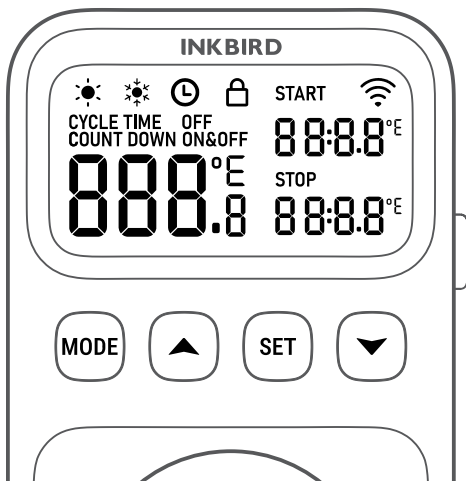 INKBIRD
START
CYCLE TIME OFF
COUNT DOWN ON&OFF
88:8.8°E
888.8°E
STOP
88:8.8°E
MODE
SET